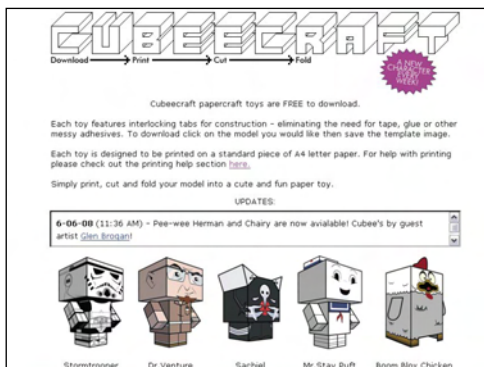 CUBEECRAFT
Download Print Cut Fold
A NEW
CHARACTER
EVERY
WEEK!
Cubeecraft papercraft toys are FREE to download.
Each toy features interlocking tabs for construction - eliminating the need for tape, glue or other
messy adhesives. To download click on the model you would like then save the template image.
Each toy is designed to be printed on a standard piece of A4 letter paper. For help with printing
please check out the printing help section here.
Simply print, cut and fold your model into a cute and fun paper toy.
UPDATES:
6-06-08 (11:36 AM) - Pee-wee Herman and Chairy are now avialable! Cubee's by guest
artist Glen Brogan!
Stormtrooper Dr Venture Sachiel Mr Stay Puft Boom Blox Chicken